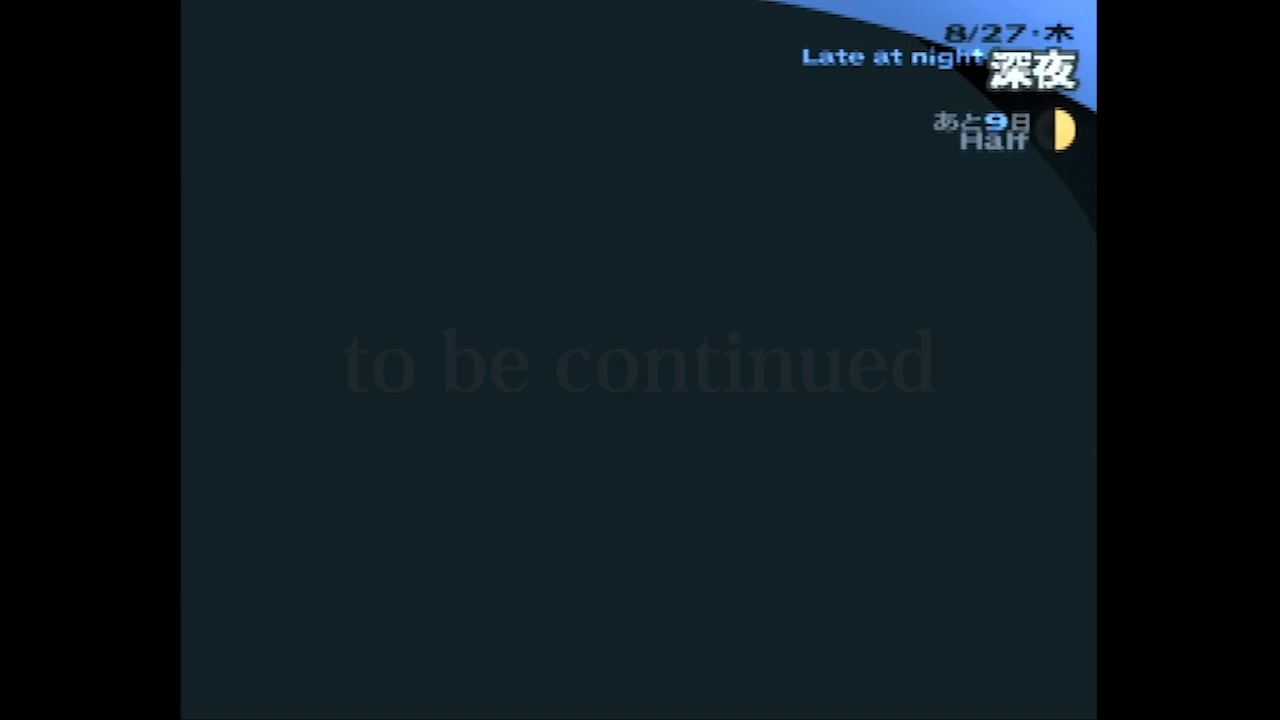 8/27・木
Late at night
深夜
あと9日
Half
to be continued